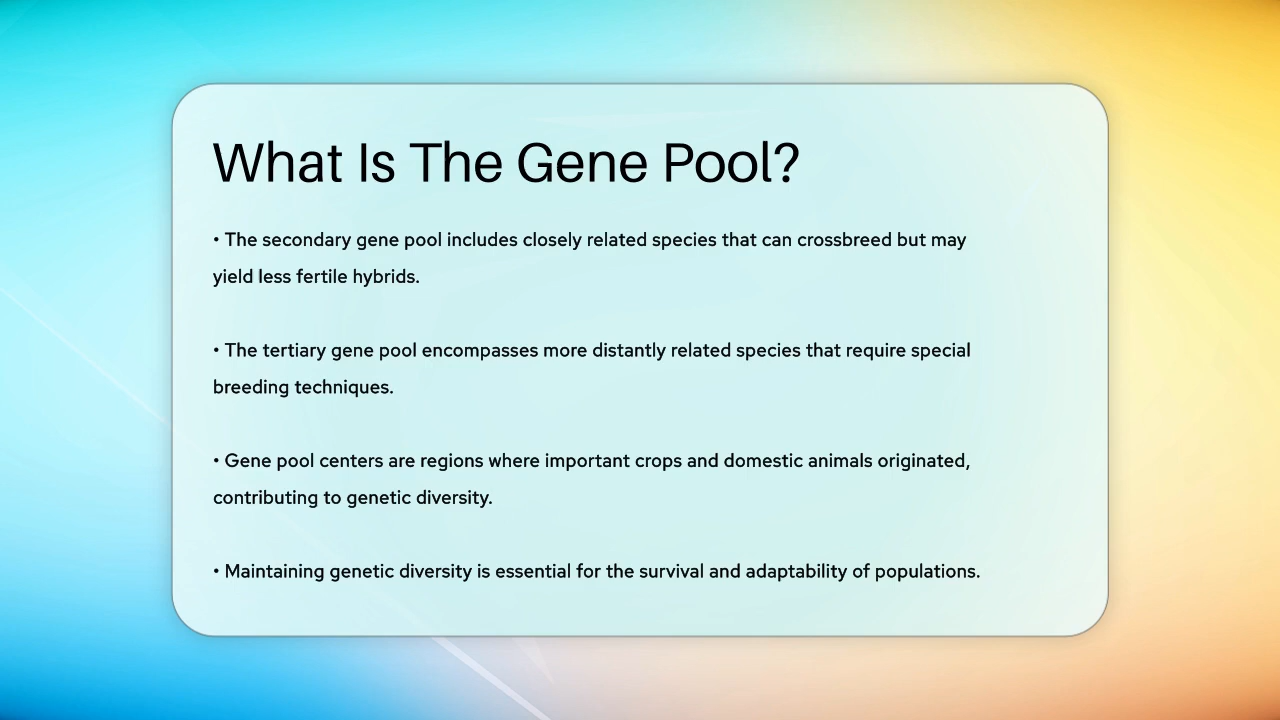 What Is The Gene Pool?
• The secondary gene pool includes closely related species that can crossbreed but may
yield less fertile hybrids.
• The tertiary gene pool encompasses more distantly related species that require special
breeding techniques.
• Gene pool centers are regions where important crops and domestic animals originated,
contributing to genetic diversity.
• Maintaining genetic diversity is essential for the survival and adaptability of populations.